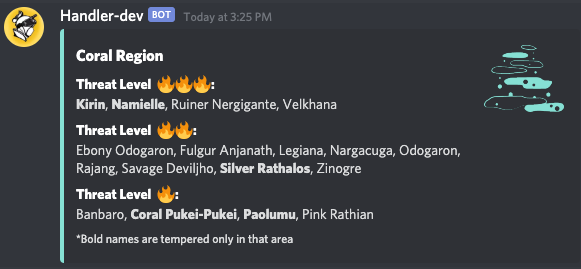 Handler-dev BOT Today at 3:25 PM
Coral Region
Threat Level 🔥🔥🔥:
Kirin, Namielle, Ruiner Nergigante, Velkhana
Threat Level 🔥🔥:
Ebony Odogaron, Fulgur Anjanath, Legiana, Nargacuga, Odogaron,
Rajang, Savage Deviljho, Silver Rathalos, Zinogre
Threat Level 🔥:
Banbaro, Coral Pukei-Pukei, Paolumu, Pink Rathian
*Bold names are tempered only in that area